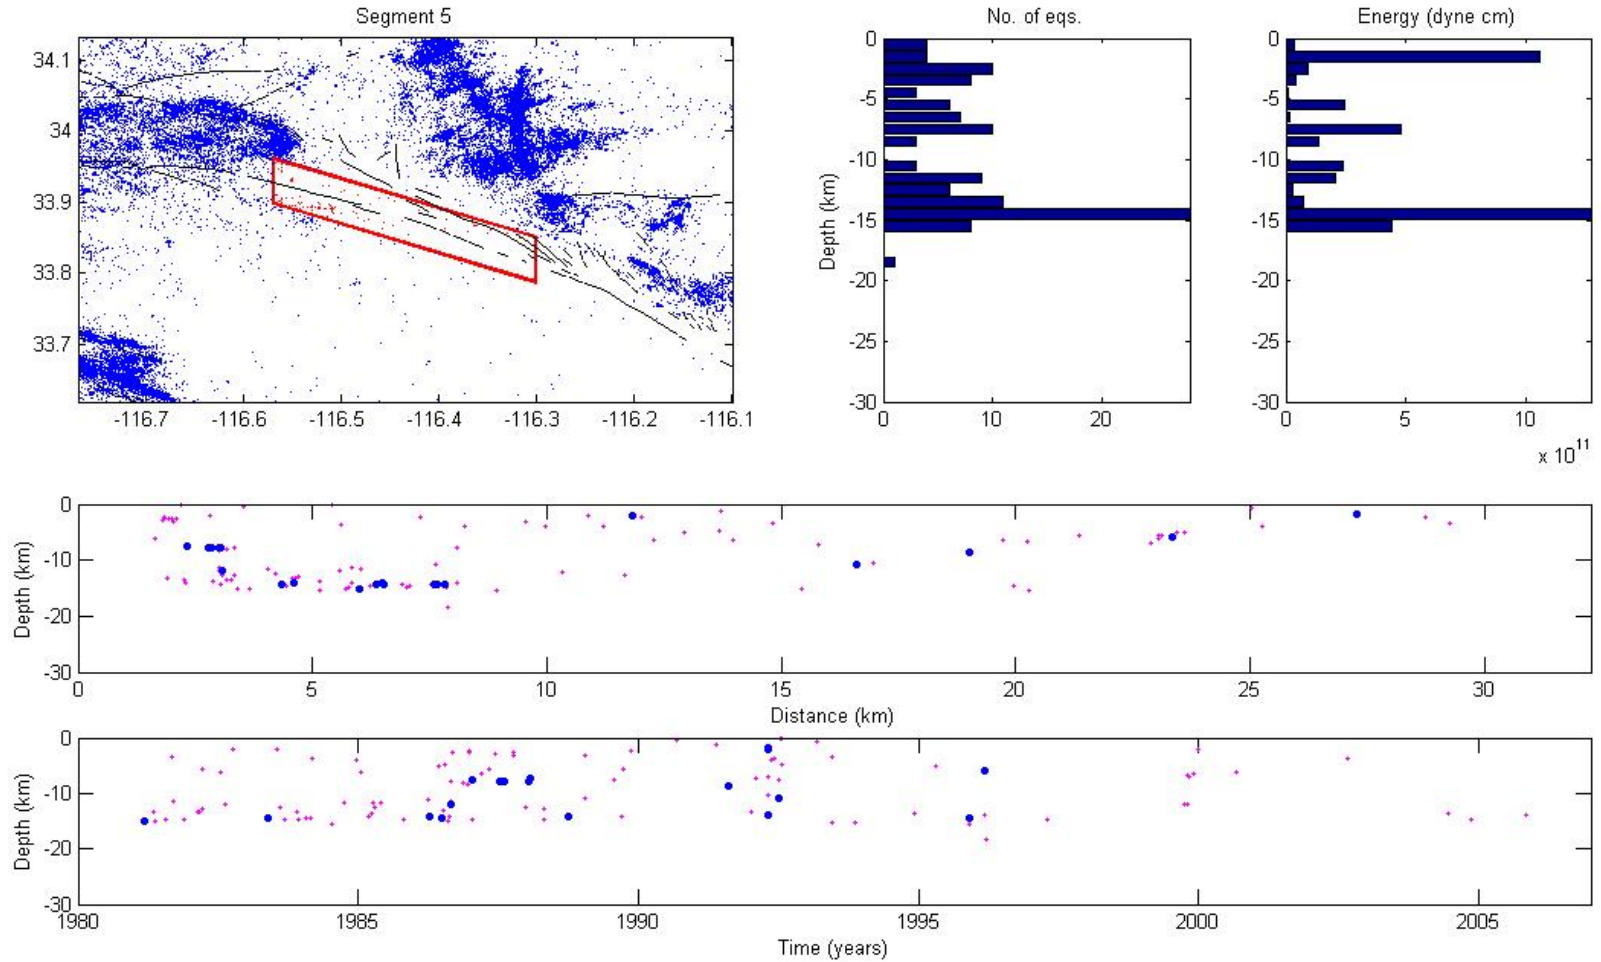 Segment 5
34.1
34
33.9
33.8
33.7
-116.7 -116.6 -116.5 -116.4 -116.3 -116.2 -116.1
No. of eqs.
Depth (km)
0
-5
-10
-15
-20
-25
-30
0 10 20
Energy (dyne cm)
0
-5
-10
-15
-20
-25
-30
0 5 10
x 10¹¹
Depth (km)
0
-10
-20
-30
0 5 10 15 20 25 30
Distance (km)
Depth (km)
0
-10
-20
-30
1980 1985 1990 1995 2000 2005
Time (years)